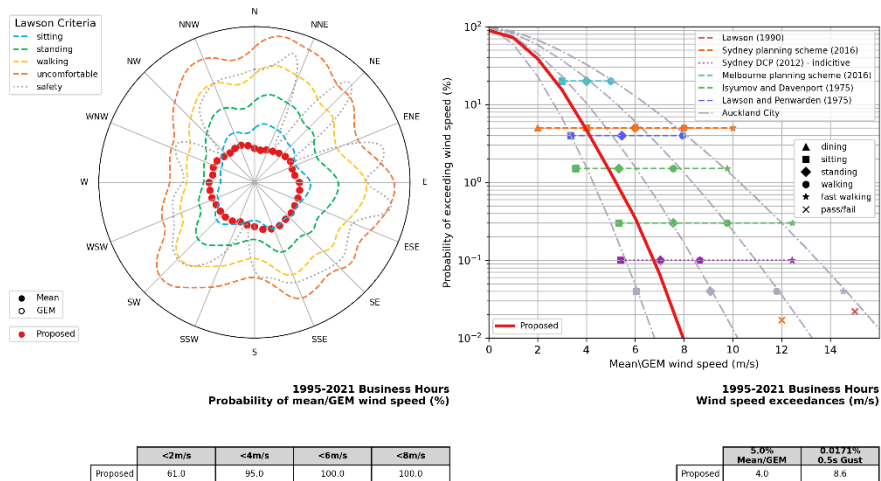 Lawson Criteria
sitting
standing
walking
uncomfortable
safety
N
NNE
NE
ENE
E
ESE
SE
SSE
S
SSW
SW
WSW
W
WNW
NW
NNW
Mean
GEM
Proposed
1995-2021 Business Hours
Probability of mean/GEM wind speed (%)
<2m/s <4m/s <6m/s <8m/s
Proposed 61.0 95.0 100.0 100.0
Probability of exceeding wind speed (%)
10²
10¹
10⁰
10⁻¹
10⁻²
0 2 4 6 8 10 12 14
Mean\GEM wind speed (m/s)
Lawson (1990)
Sydney planning scheme (2016)
Sydney DCP (2012) - indicitive
Melbourne planning scheme (2016)
Isyumov and Davenport (1975)
Lawson and Penwarden (1975)
Auckland City
dining
sitting
standing
walking
fast walking
pass/fail
Proposed
1995-2021 Business Hours
Wind speed exceedances (m/s)
5.0% 0.0171%
Mean/GEM 0.5s Gust
Proposed 4.0 8.6